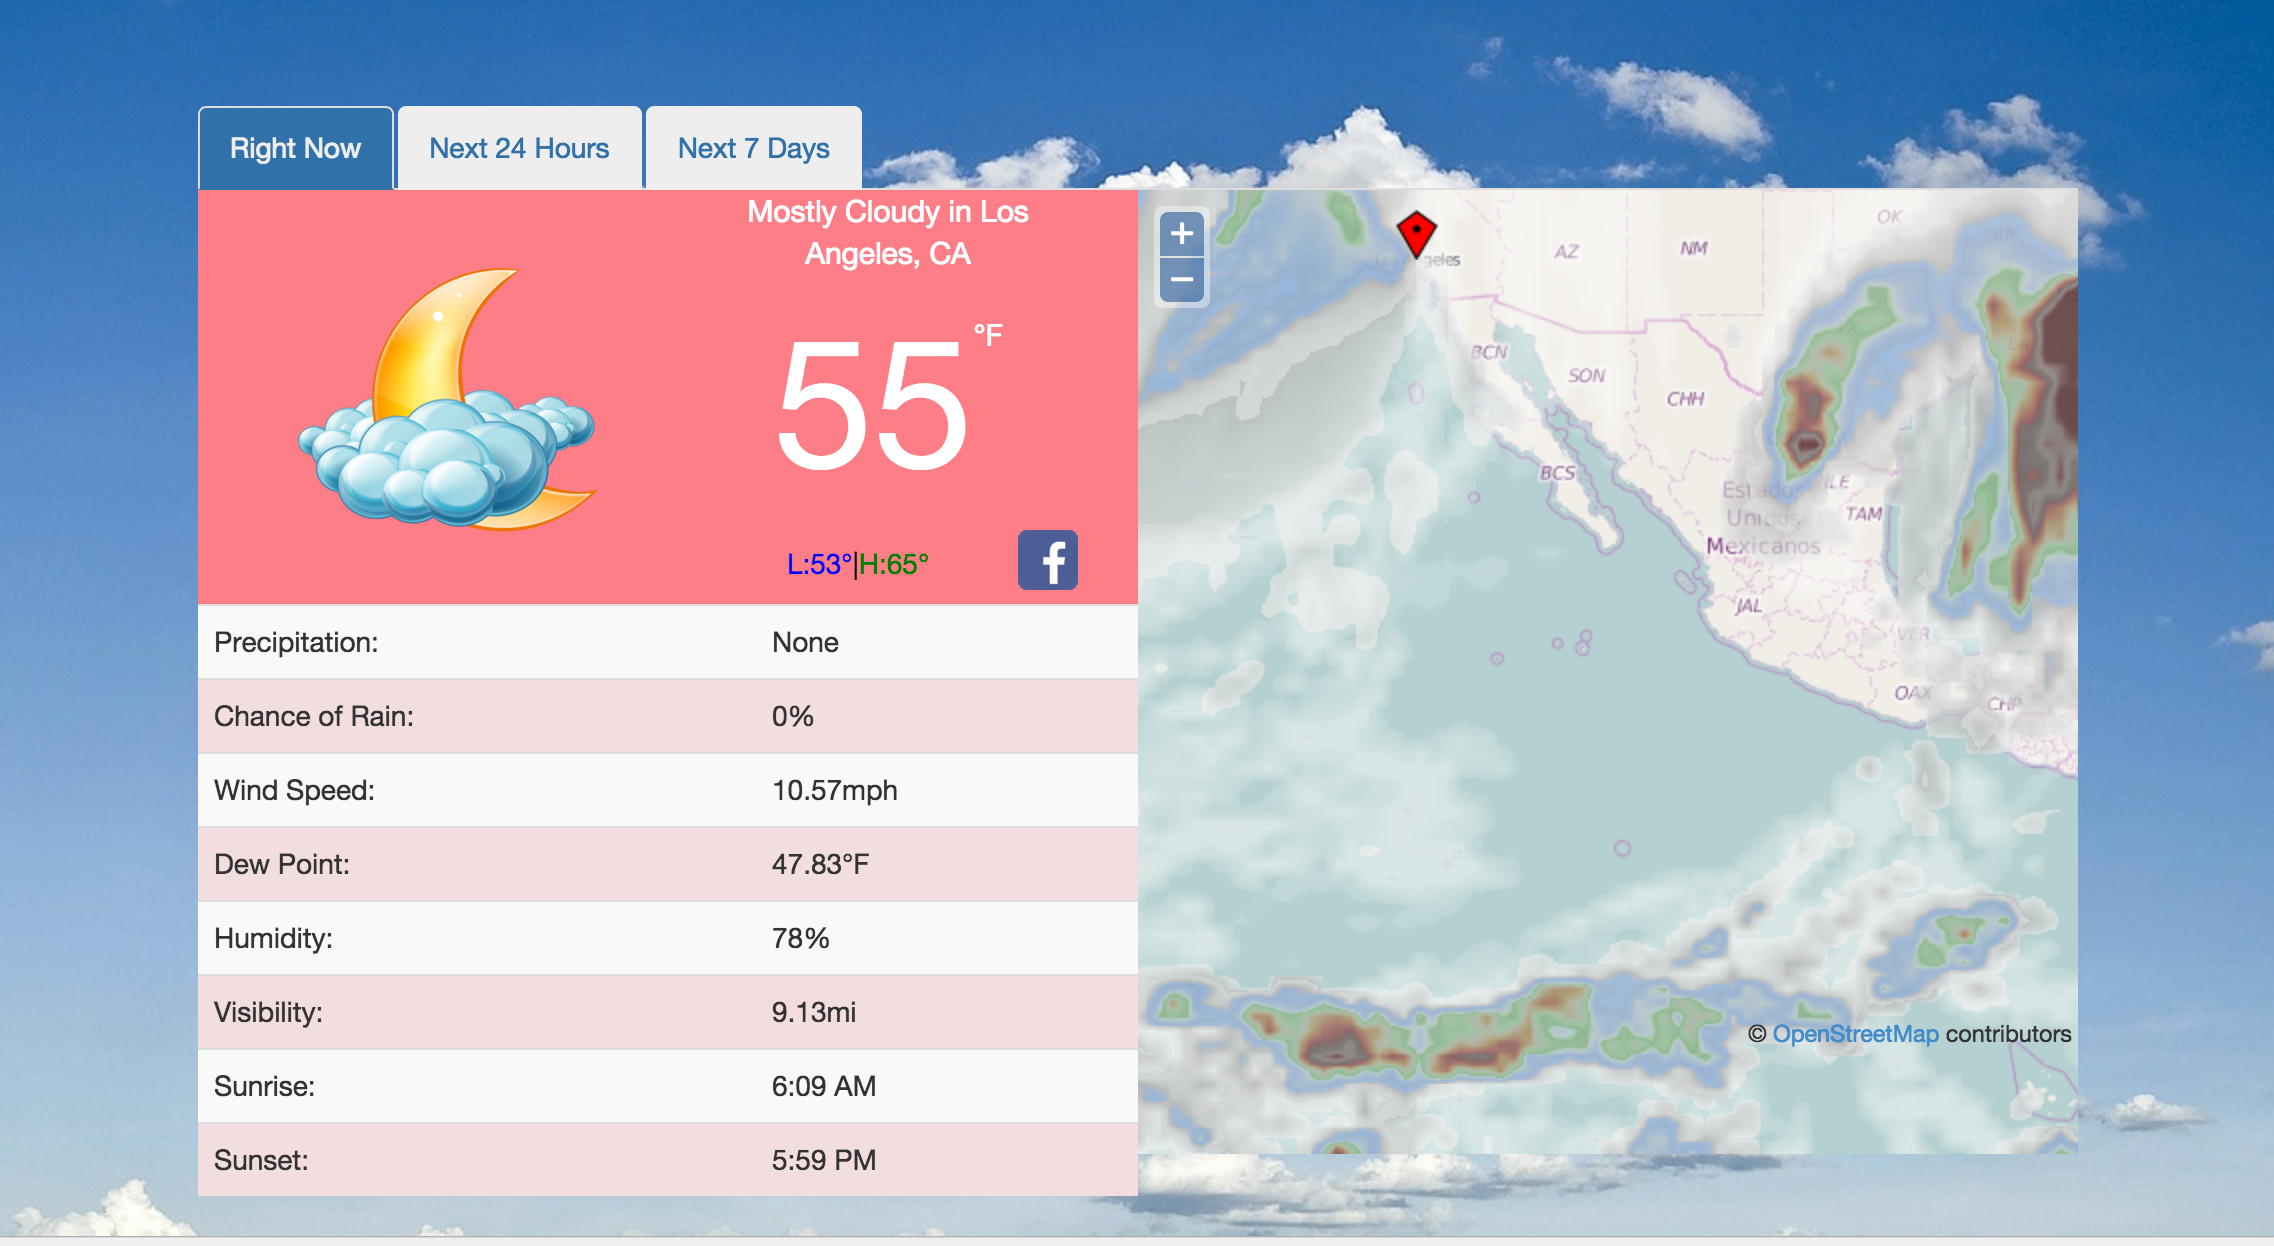 Right Now
Next 24 Hours
Next 7 Days
Mostly Cloudy in Los
Angeles, CA
55 °F
L:53°|H:65°
f
Precipitation: None
Chance of Rain: 0%
Wind Speed: 10.57mph
Dew Point: 47.83°F
Humidity: 78%
Visibility: 9.13mi
Sunrise: 6:09 AM
Sunset: 5:59 PM
+
−
OK
AR
AZ
NM
geles
TX
BCN
SON
CHH
BCS
NLE
Estados
Unidos
TAM
Mexicanos
JAL
VER
OAX
CHP
© OpenStreetMap contributors